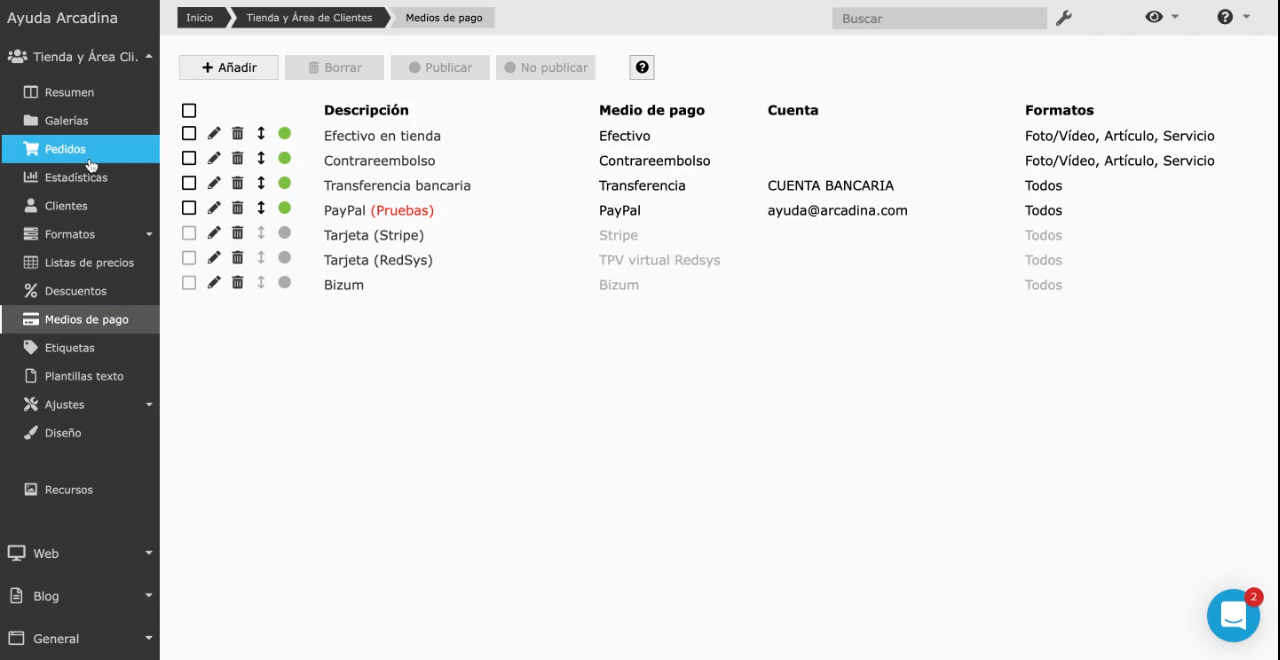 Ayuda Arcadina
Inicio
Tienda y Área de Clientes
Medios de pago
Buscar
Tienda y Área Cli.
Resumen
Galerías
Pedidos
Estadísticas
Clientes
Formatos
Listas de precios
Descuentos
Medios de pago
Etiquetas
Plantillas texto
Ajustes
Diseño
Recursos
Web
Blog
General
Añadir
Borrar
Publicar
No publicar
Descripción Medio de pago Cuenta Formatos
Efectivo en tienda Efectivo Foto/Vídeo, Artículo, Servicio
Contrareembolso Contrareembolso Foto/Vídeo, Artículo, Servicio
Transferencia bancaria Transferencia CUENTA BANCARIA Todos
PayPal (Pruebas) PayPal ayuda@arcadina.com Todos
Tarjeta (Stripe) Stripe Todos
Tarjeta (RedSys) TPV virtual Redsys Todos
Bizum Bizum Todos
2